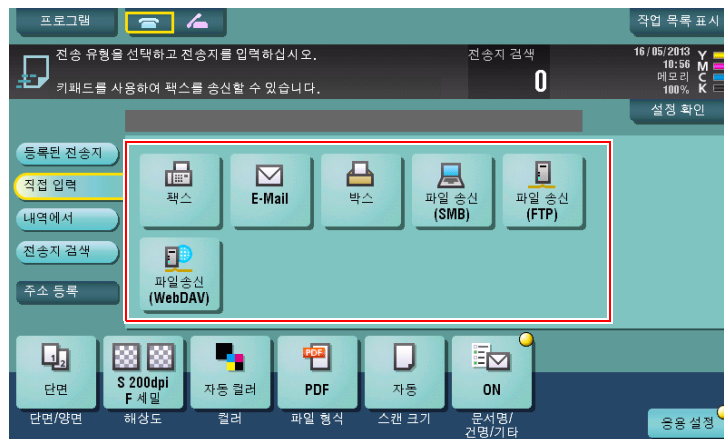 프로그램
작업 목록 표시
전송 유형을 선택하고 전송지를 입력하십시오.
키패드를 사용하여 팩스를 송신할 수 있습니다.
전송지 검색
0
16/05/2013
10:56
메모리
100%
Y
M
C
K
설정 확인
등록된 전송지
직접 입력
내역에서
전송지 검색
주소 등록
팩스
E-Mail
박스
파일 송신
(SMB)
파일 송신
(FTP)
파일송신
(WebDAV)
1 2
단면
단면/양면
S 200dpi
F 세밀
해상도
자동 컬러
컬러
PDF
PDF
파일 형식
자동
스캔 크기
ON
문서명/
건명/기타
응용 설정